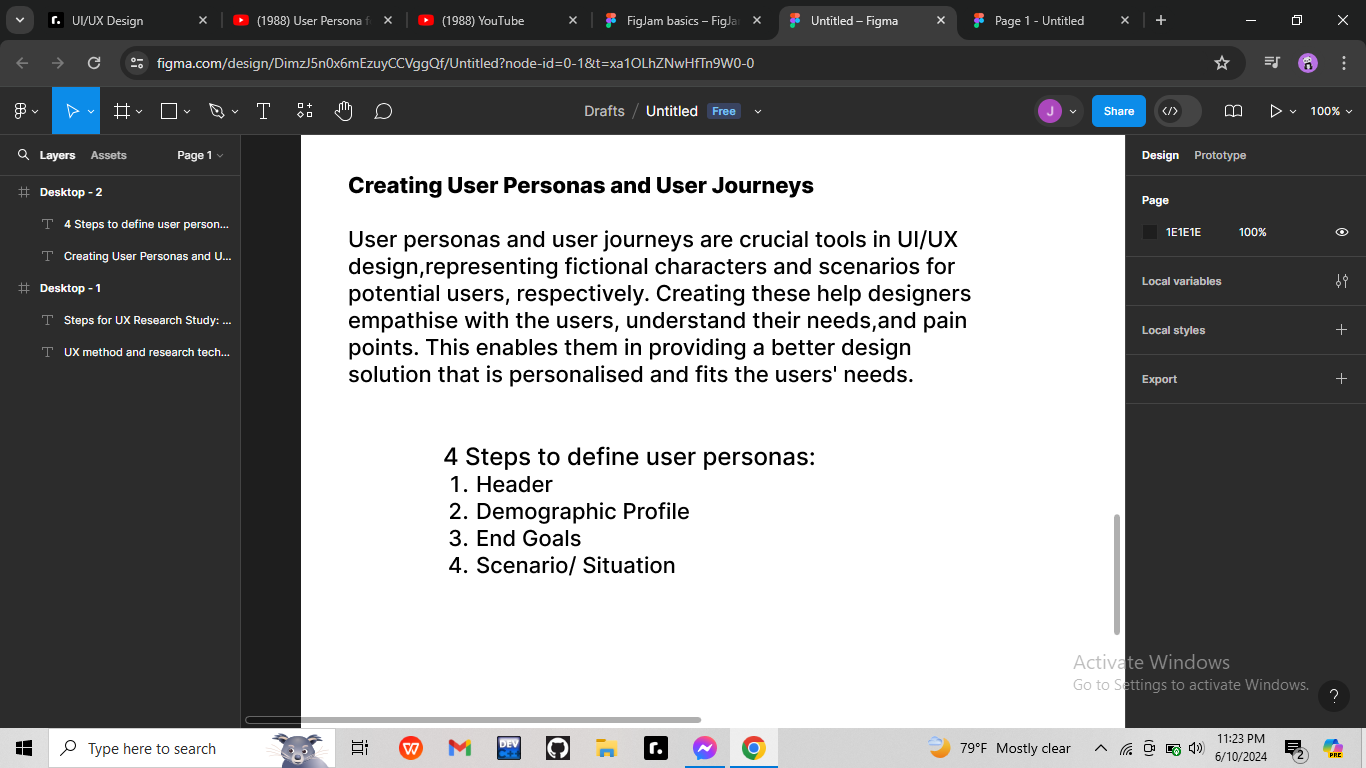 UI/UX Design
(1988) User Persona f
(1988) YouTube
FigJam basics – FigJa
Untitled – Figma
Page 1 - Untitled
figma.com/design/DimzJ5n0x6mEzuyCCVggQf/Untitled?node-id=0-1&t=xa1OLhZNwHfTn9W0-0
Drafts / Untitled Free
J
Share
100%
Layers Assets Page 1
Desktop - 2
4 Steps to define user person...
Creating User Personas and U...
Desktop - 1
Steps for UX Research Study: ...
UX method and research tech...
Creating User Personas and User Journeys
User personas and user journeys are crucial tools in UI/UX
design,representing fictional characters and scenarios for
potential users, respectively. Creating these help designers
empathise with the users, understand their needs,and pain
points. This enables them in providing a better design
solution that is personalised and fits the users' needs.
4 Steps to define user personas:
1. Header
2. Demographic Profile
3. End Goals
4. Scenario/ Situation
Design Prototype
Page
1E1E1E 100%
Local variables
Local styles
Export
Activate Windows
Go to Settings to activate Windows.
?
Type here to search
DEV
C++
r.
79°F Mostly clear
11:23 PM
6/10/2024
2
PRE